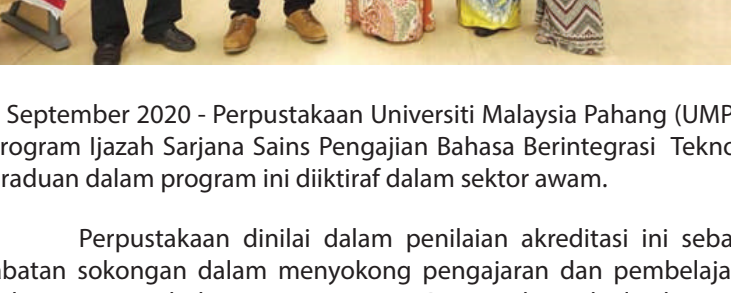 September 2020 - Perpustakaan Universiti Malaysia Pahang (UMP
rogram Ijazah Sarjana Sains Pengajian Bahasa Berintegrasi Tekno
raduan dalam program ini diiktiraf dalam sektor awam.
Perpustakaan dinilai dalam penilaian akreditasi ini seba
abatan sokongan dalam menyokong pengajaran dan pembelaja